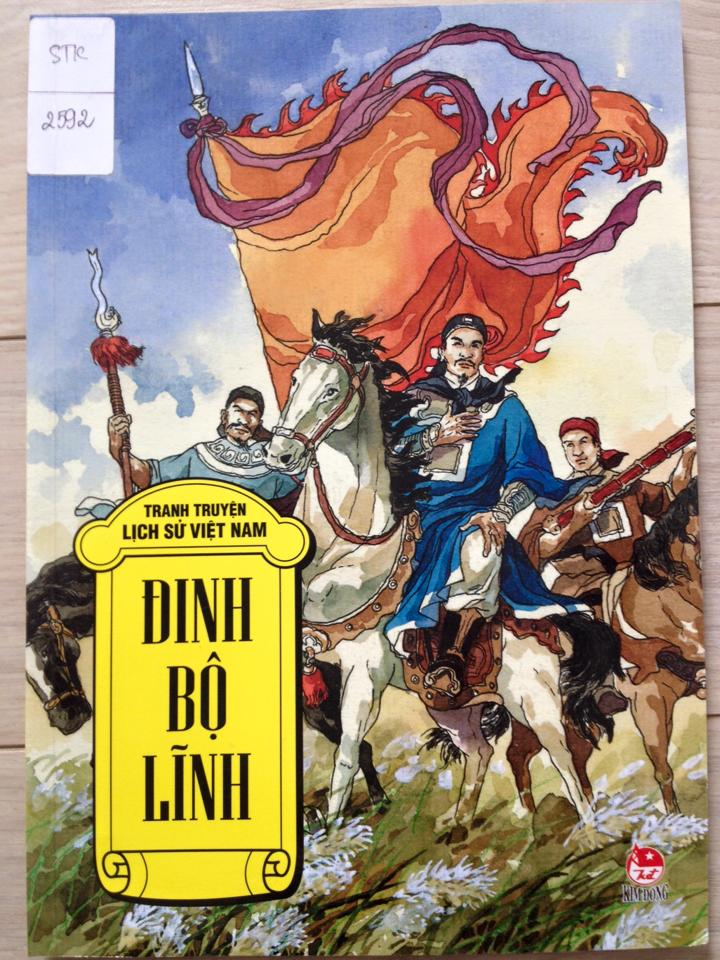 STK
2592
TRANH TRUYỆN
LỊCH SỬ VIỆT NAM
ĐINH
BỘ
LĨNH
KIM ĐỒNG